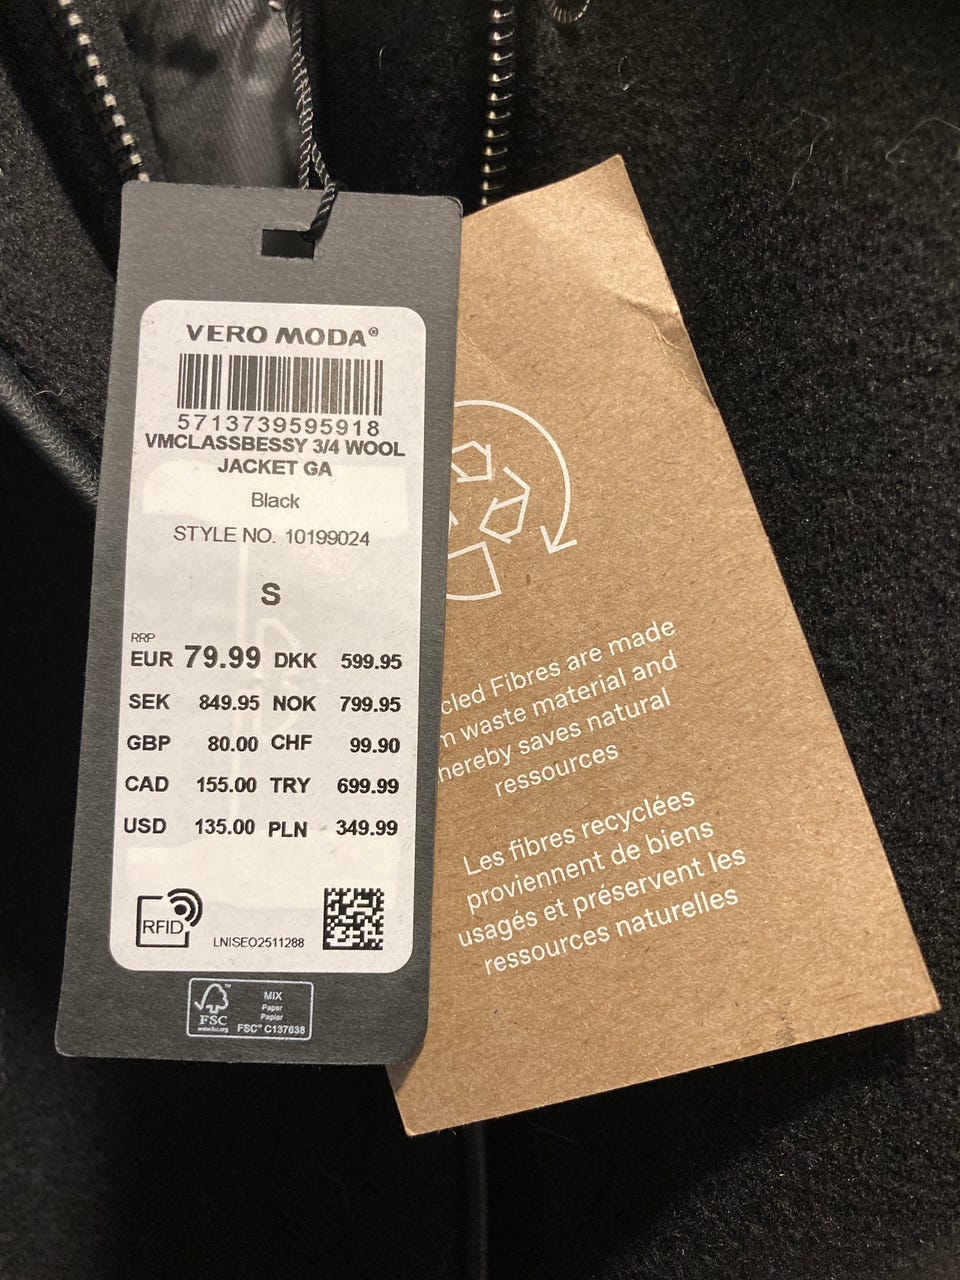 VERO MODA®
5713739595918
VMCLASSBESSY 3/4 WOOL
JACKET GA
Black
STYLE NO. 10199024
S
RRP
EUR 79.99 DKK 599.95
SEK 849.95 NOK 799.95
GBP 80.00 CHF 99.90
CAD 155.00 TRY 699.99
USD 135.00 PLN 349.99
RFID
LNISEO2511288
FSC™
www.fsc.org
MIX
Paper
Papier
FSC® C137638
cled Fibres are made
waste material and
hereby saves natural
ressources
Les fibres recyclées
proviennent de biens
usagés et préservent les
ressources naturelles